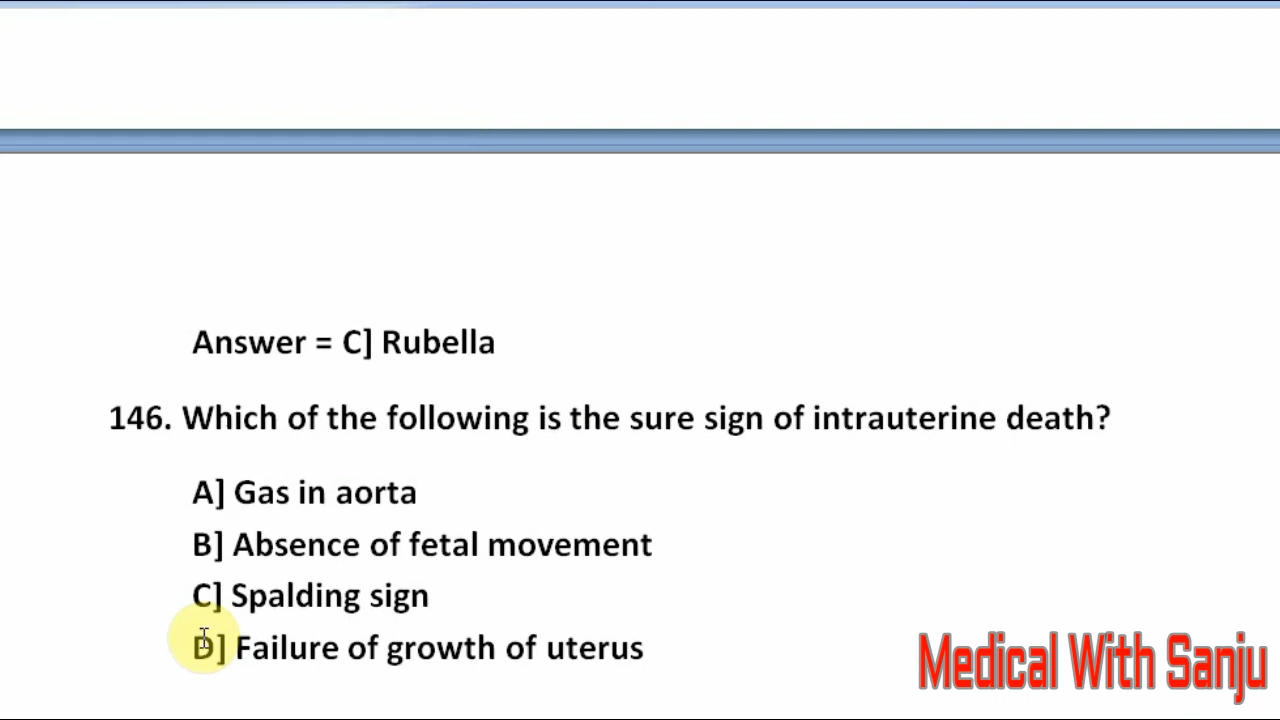 Answer = C] Rubella
146. Which of the following is the sure sign of intrauterine death?
A] Gas in aorta
B] Absence of fetal movement
C] Spalding sign
D] Failure of growth of uterus
Medical With Sanju